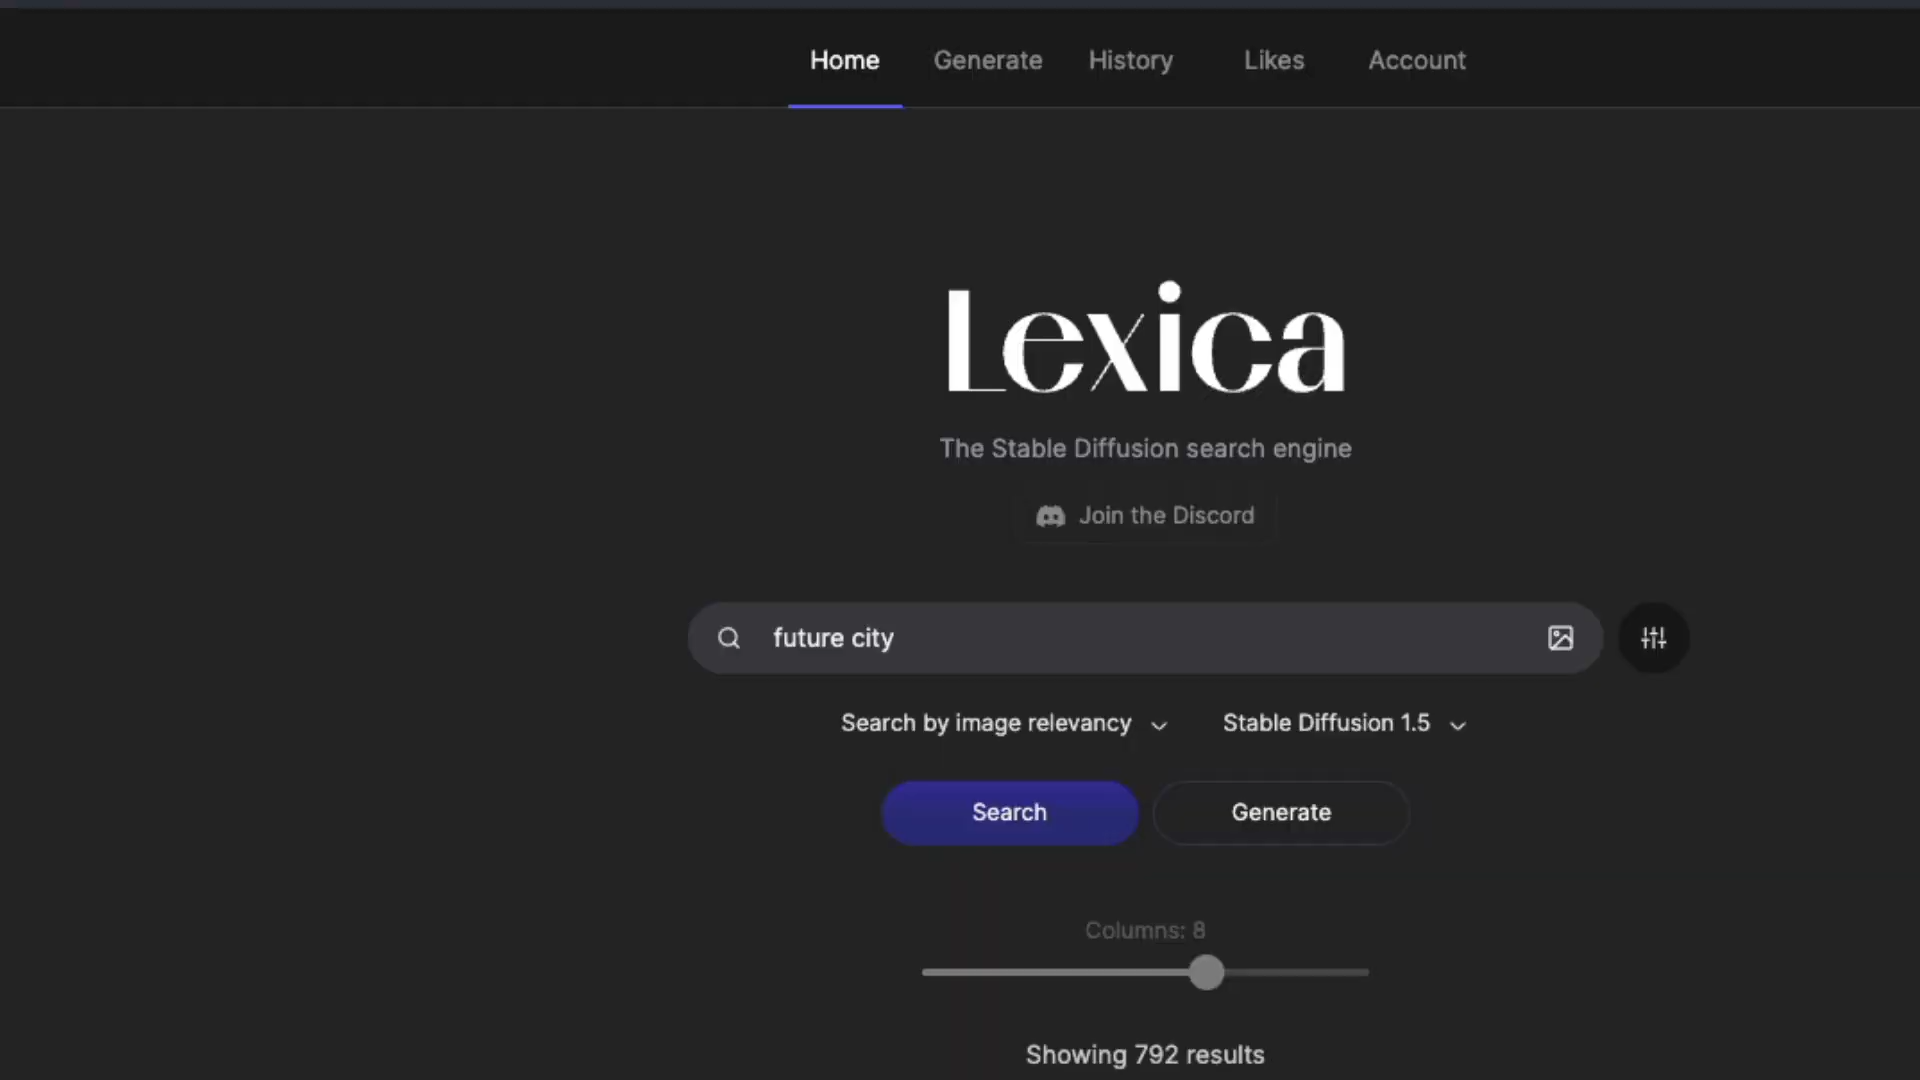 Home Generate History Likes Account
Lexica
The Stable Diffusion search engine
Join the Discord
future city
Search by image relevancy Stable Diffusion 1.5
Search Generate
Columns: 8
Showing 792 results